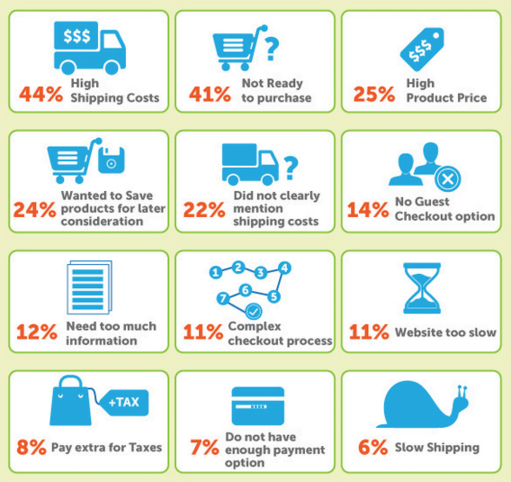 $$$
44% High
Shipping Costs
?
41% Not Ready
to purchase
$$$
25% High
Product Price
24% Wanted to Save
products for later
consideration
?
22% Did not clearly
mention
shipping costs
14% No Guest
Checkout option
12% Need too much
information
1 2 3 4
7 6 5
11% Complex
checkout process
11% Website too slow
+TAX
8% Pay extra for Taxes
7% Do not have
enough payment
option
6% Slow Shipping